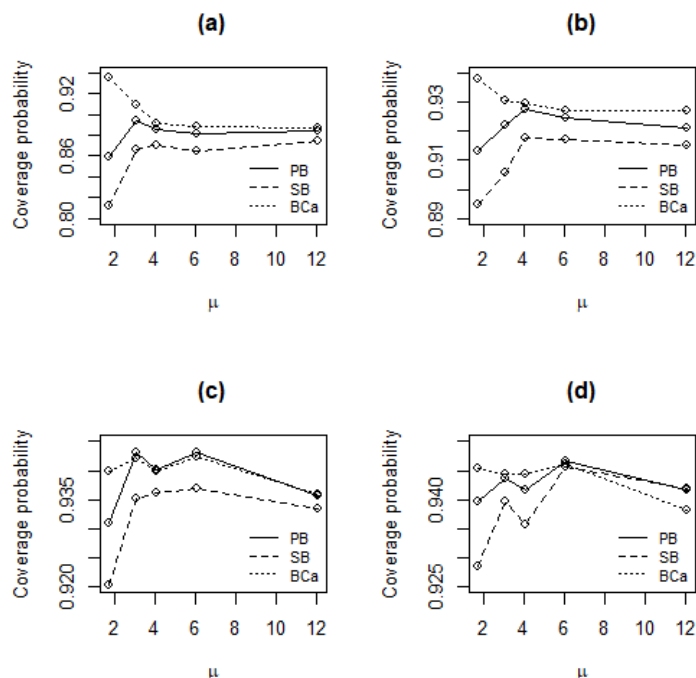 (a)
Coverage probability
0.92
0.86
0.80
PB
SB
BCa
2 4 6 8 10 12
μ
(b)
Coverage probability
0.93
0.91
0.89
PB
SB
BCa
2 4 6 8 10 12
μ
(c)
Coverage probability
0.935
0.920
PB
SB
BCa
2 4 6 8 10 12
μ
(d)
Coverage probability
0.940
0.925
PB
SB
BCa
2 4 6 8 10 12
μ